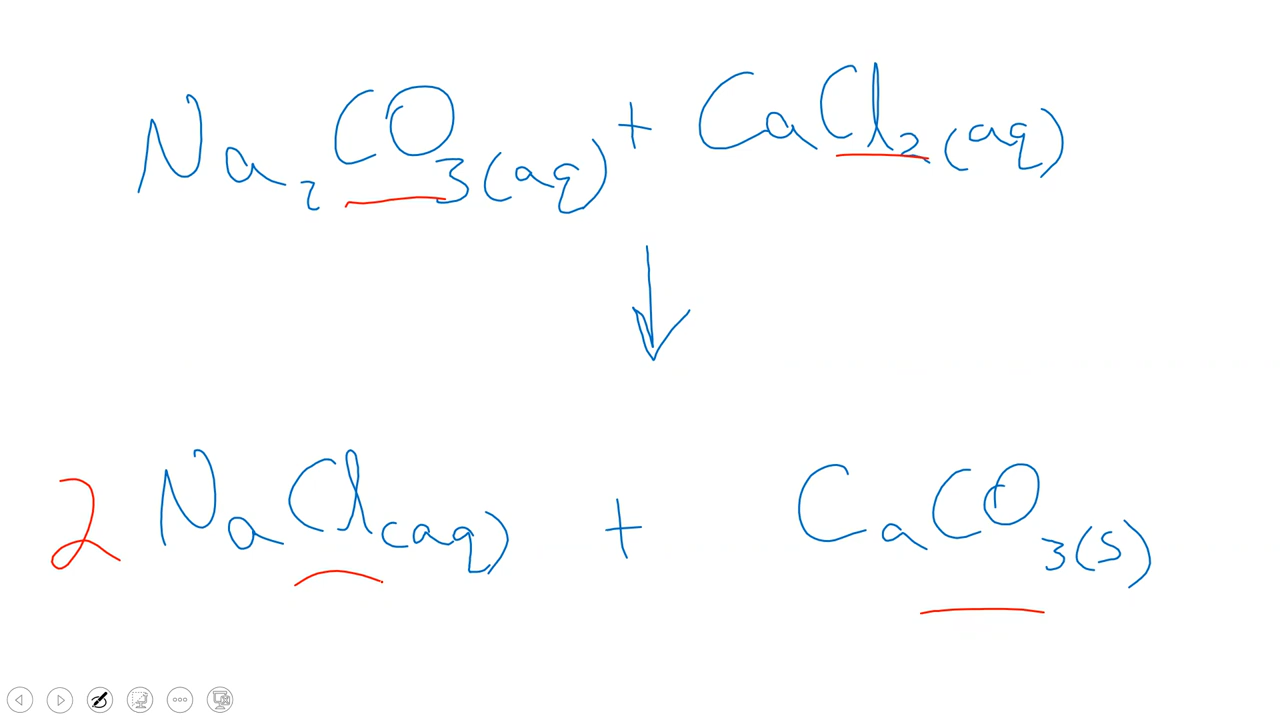 Na₂CO₃(aq) + CaCl₂(aq)
↓
2 NaCl(aq) + CaCO₃(s)